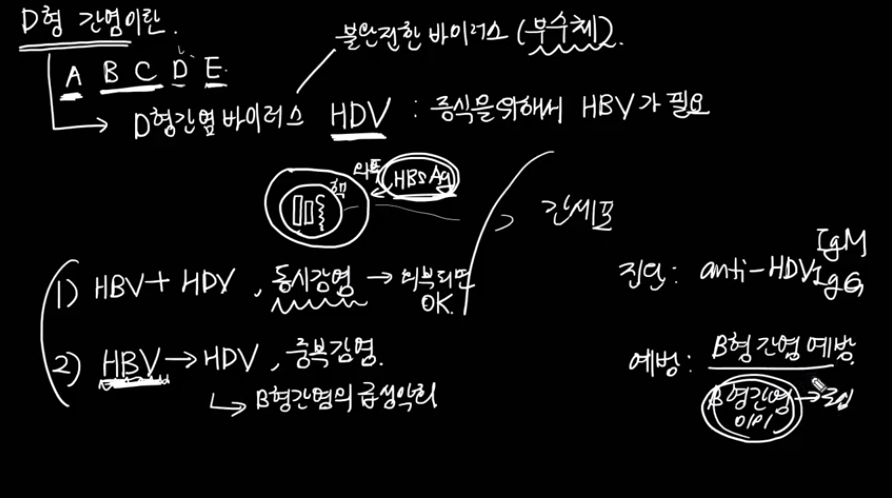 D형 간염이란.
불완전한 바이러스 (부수체).
A B C D E.
D형간염 바이러스 HDV : 증식을위해서 HBV가 필요
외투 HBsAg
핵
간세포
1) HBV + HDV, 동시감염 → 회복되면 OK.
진단: anti-HDV IgM IgG
2) HBV → HDV, 중복감염.
→ B형간염의 급성악화
예방: B형간염예방
B형간염 →